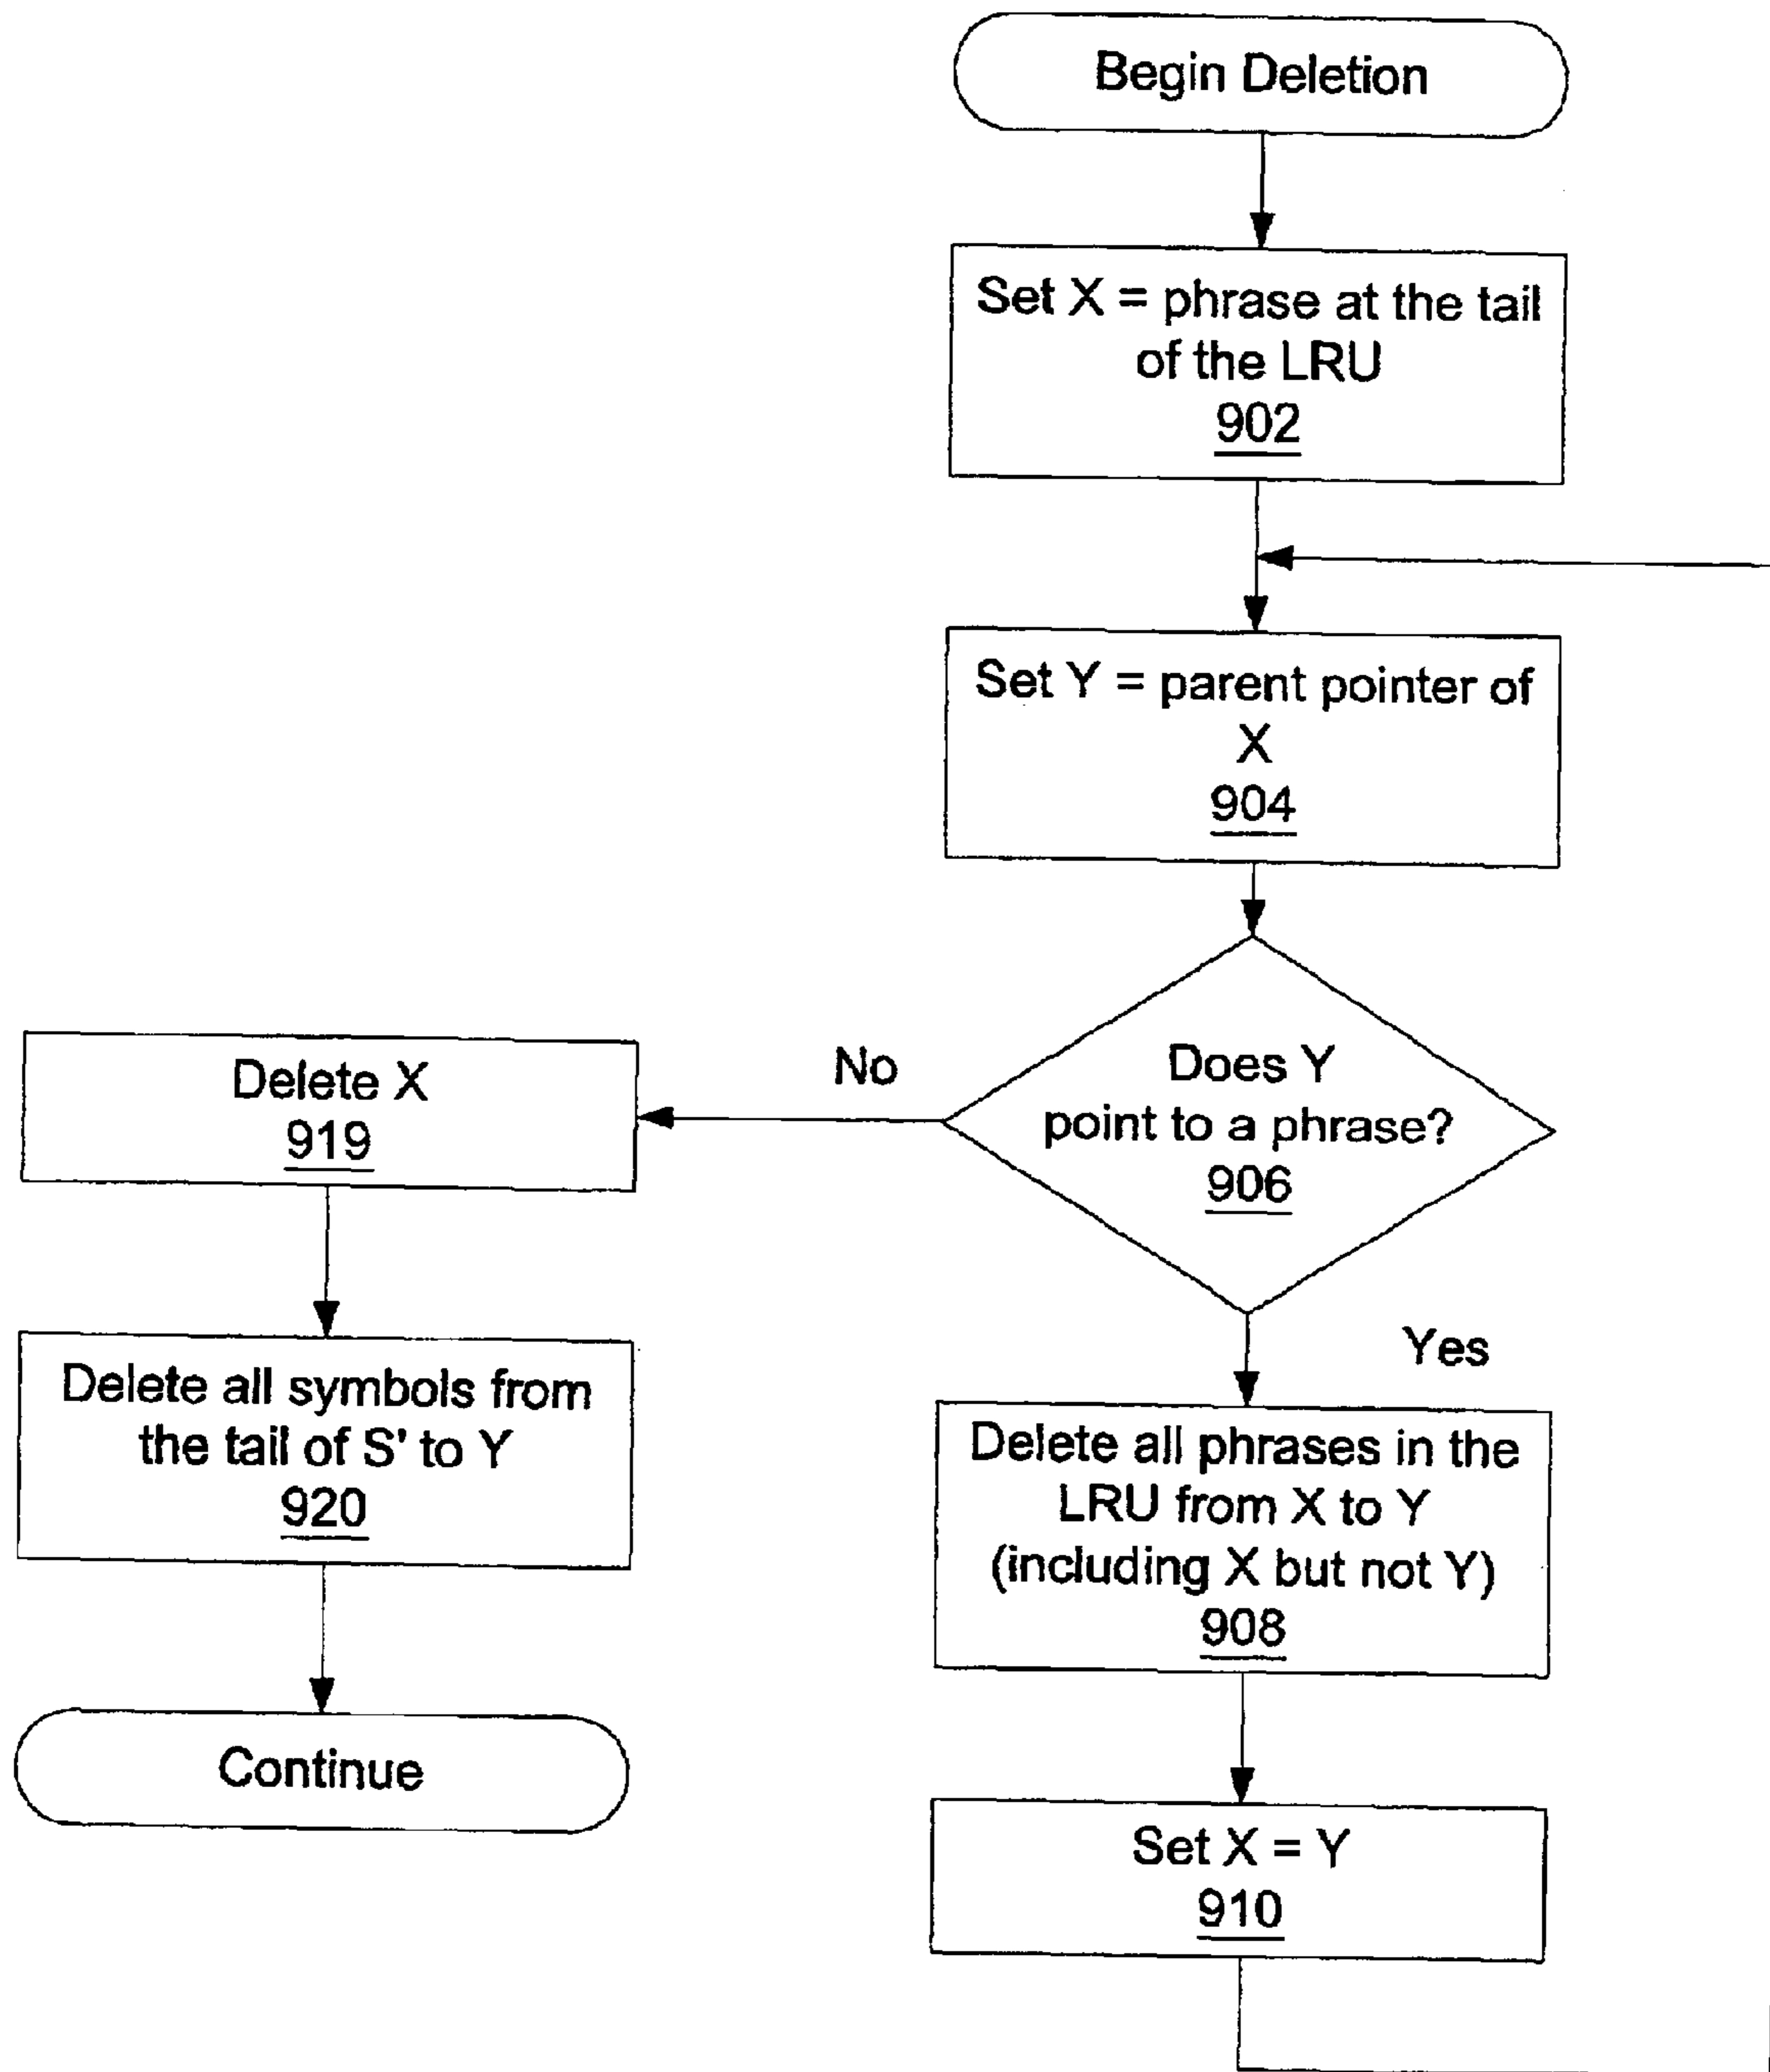 Begin Deletion
Set X = phrase at the tail
of the LRU
902
Set Y = parent pointer of
X
904
Does Y
point to a phrase?
906
No
Yes
Delete X
919
Delete all symbols from
the tail of S' to Y
920
Continue
Delete all phrases in the
LRU from X to Y
(including X but not Y)
908
Set X = Y
910